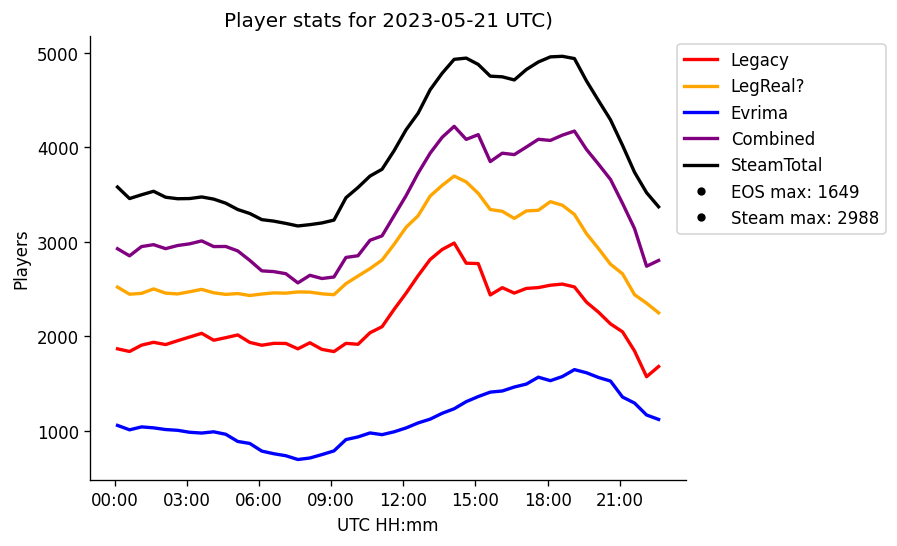 Player stats for 2023-05-21 UTC)
5000
4000
3000
2000
1000
Players
00:00 03:00 06:00 09:00 12:00 15:00 18:00 21:00
UTC HH:mm
Legacy
LegReal?
Evrima
Combined
SteamTotal
EOS max: 1649
Steam max: 2988